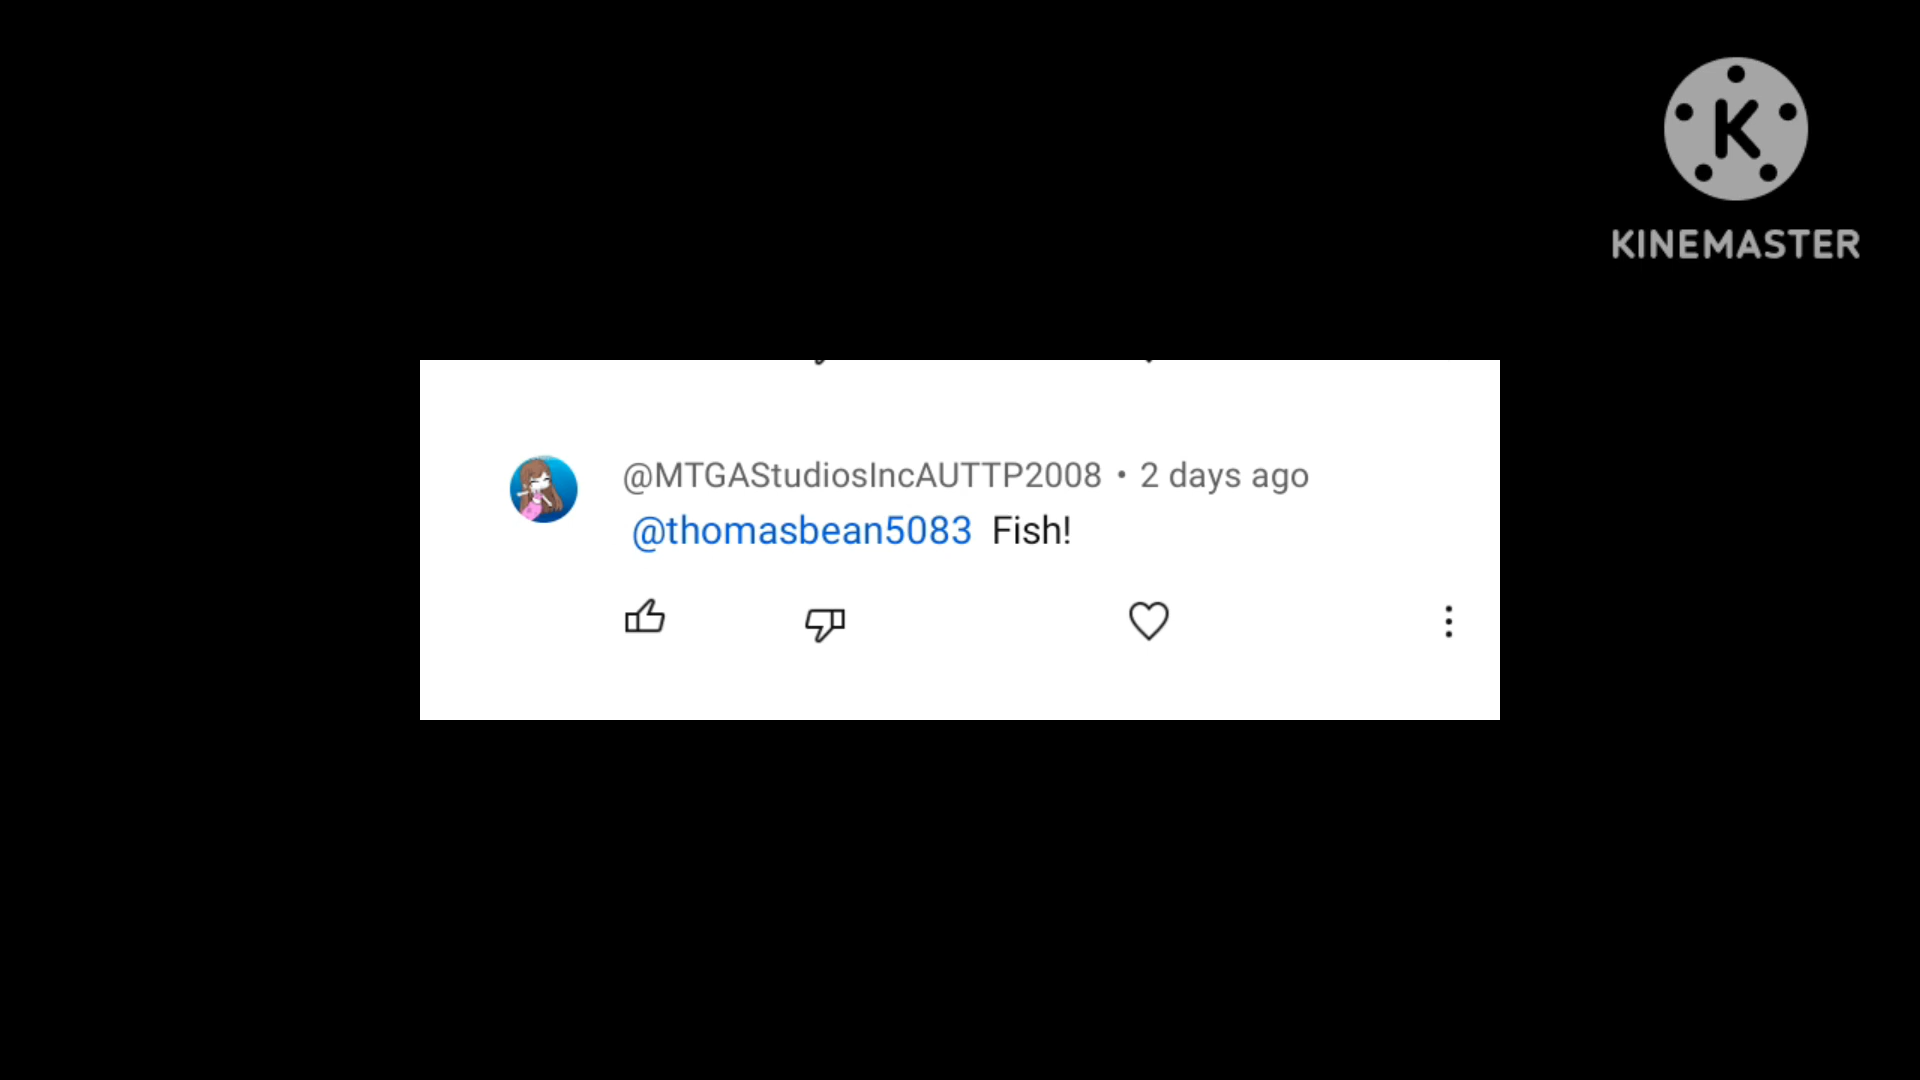 K
KINEMASTER
@MTGAStudiosIncAUTTP2008 • 2 days ago
@thomasbean5083 Fish!